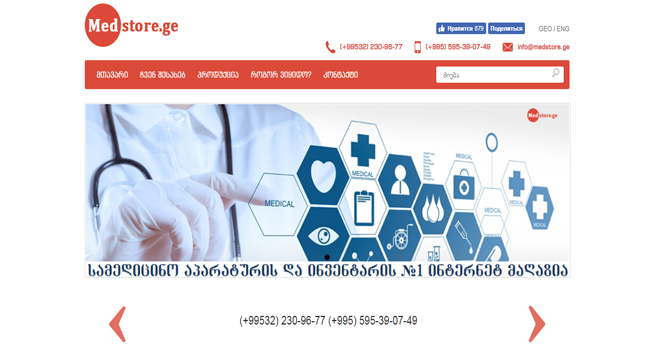 Medstore.ge
Нравится 679 Поделиться GEO / ENG
(+99532) 230-96-77 (+995) 595-39-07-49 info@medstore.ge
მთავარი ჩვენ შესახებ პროდუქცია როგორ ვიყიდო? კონტაქტი ძიება
Medstore.ge
MEDICAL
MEDICAL
MEDICAL
MEDICAL
სამედიცინო აპარატურის და ინვენტარის №1 ინტერნეტ მაღაზია
(+99532) 230-96-77 (+995) 595-39-07-49